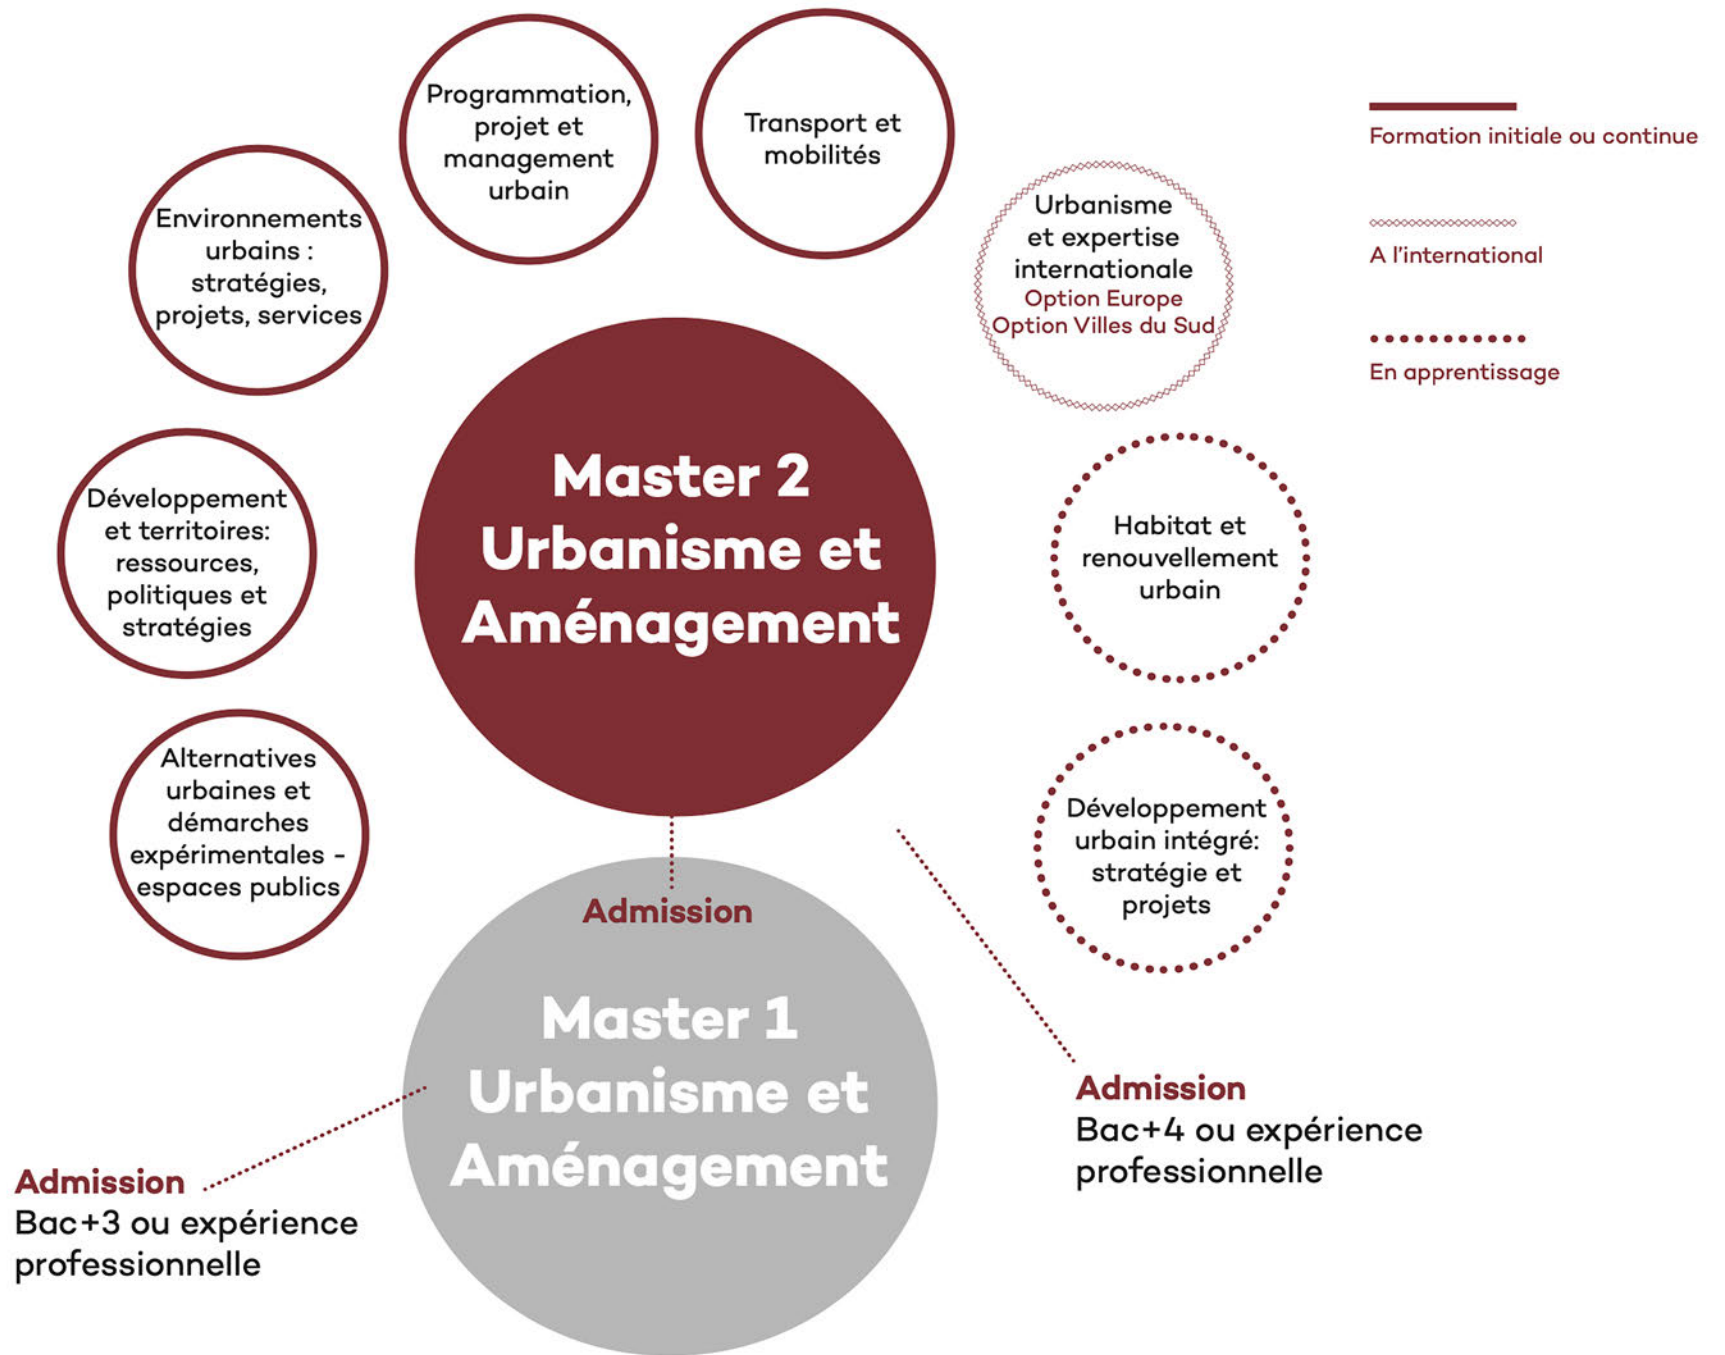 Programmation,
projet et
management
urbain
Transport et
mobilités
Formation initiale ou continue
Environnements
urbains :
stratégies,
projets, services
Urbanisme
et expertise
internationale
Option Europe
Option Villes du Sud
A l'international
En apprentissage
Développement
et territoires:
ressources,
politiques et
stratégies
Master 2
Urbanisme et
Aménagement
Habitat et
renouvellement
urbain
Alternatives
urbaines et
démarches
expérimentales -
espaces publics
Développement
urbain intégré:
stratégie et
projets
Admission
Master 1
Urbanisme et
Aménagement
Admission
Bac+4 ou expérience
professionnelle
Admission
Bac+3 ou expérience
professionnelle